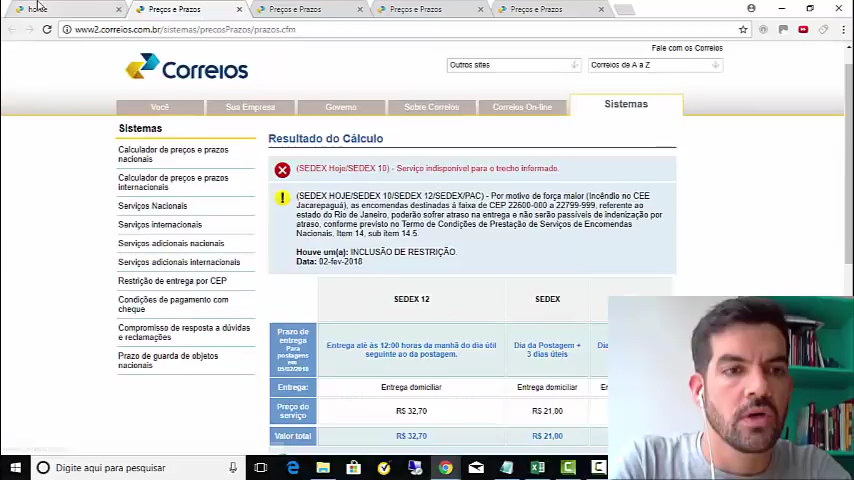 home
Preços e Prazos
Preços e Prazos
Preços e Prazos
Preços e Prazos
www2.correios.com.br/sistemas/precosPrazos/prazos.cfm
Fale com os Correios
Correios
Outros sites
Correios de A a Z
Você
Sua Empresa
Governo
Sobre Correios
Correios On-line
Sistemas
Sistemas
Calculador de preços e prazos
nacionais
Calculador de preços e prazos
internacionais
Serviços Nacionais
Serviços internacionais
Serviços adicionais nacionais
Serviços adicionais internacionais
Restrição de entrega por CEP
Condições de pagamento com
cheque
Compromisso de resposta a dúvidas
e reclamações
Prazo de guarda de objetos
nacionais
Resultado do Cálculo
(SEDEX Hoje/SEDEX 10) - Serviço indisponível para o trecho informado.
(SEDEX HOJE/SEDEX 10/SEDEX 12/SEDEX/PAC) - Por motivo de força maior (Incêndio no CEE
Jacarepaguá), as encomendas destinadas à faixa de CEP 22600-000 a 22799-999, referente ao
estado do Rio de Janeiro, poderão sofrer atraso na entrega e não serão passíveis de indenização por
atraso, conforme previsto no Termo de Condições de Prestação de Serviços de Encomendas
Nacionais, Item 14, sub item 14.5.
Houve um(a): INCLUSÃO DE RESTRIÇÃO.
Data: 02-fev-2018
SEDEX 12
SEDEX
Prazo de
entrega
Para
postagens
em
05/02/2018
Entrega até às 12:00 horas da manhã do dia útil
seguinte ao da postagem.
Dia da Postagem +
3 dias úteis
Dia
Entrega:
Entrega domiciliar
Entrega domiciliar
Preço do
serviço
R$ 32,70
R$ 21,00
Valor total
R$ 32,70
R$ 21,00
Digite aqui para pesquisar